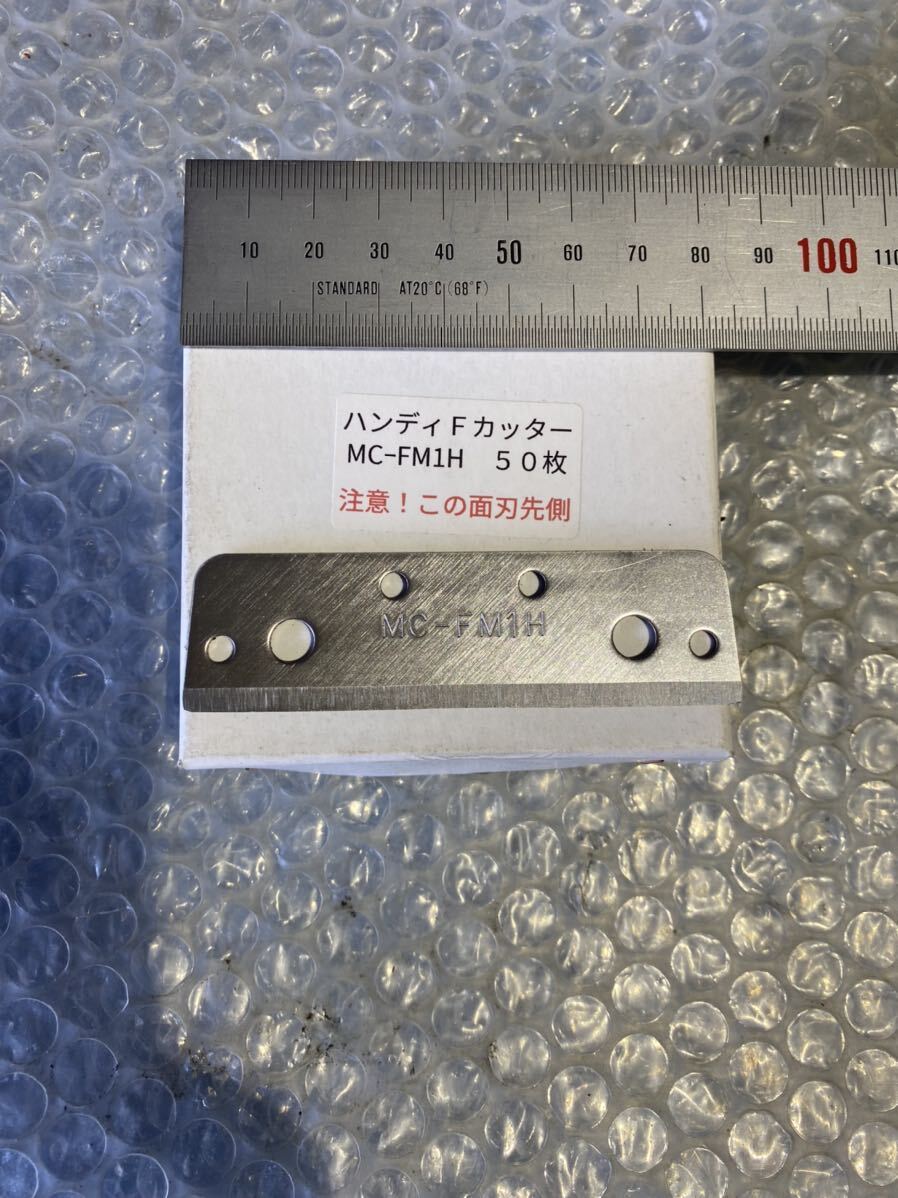 10 20 30 40 50 60 70 80 90 100 110
STANDARD AT20°C(68°F)
ハンディFカッター
MC-FM1H 50枚
注意!この面刃先側
MC-FM1H